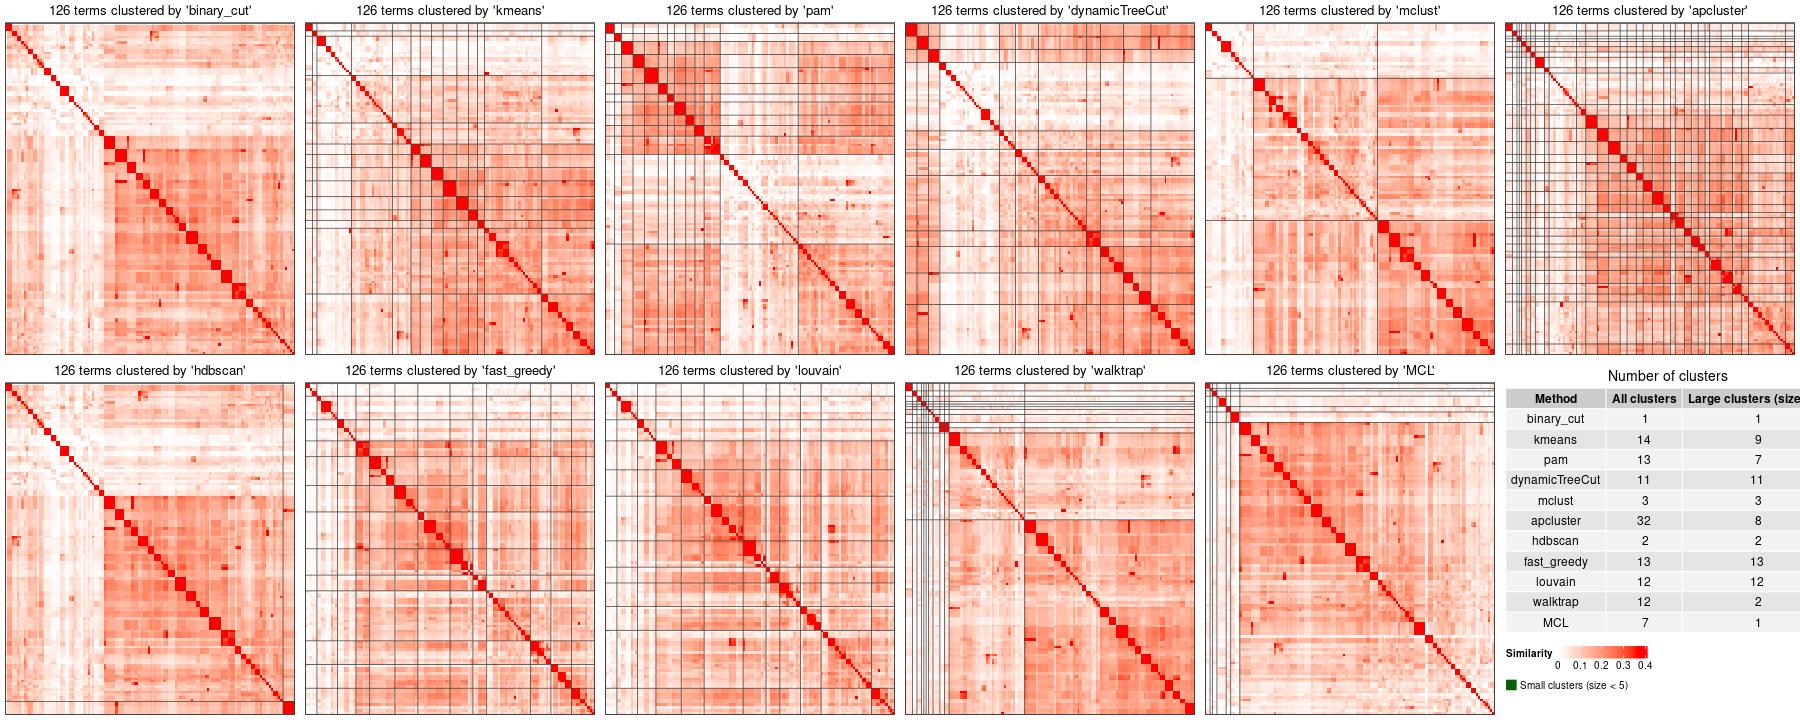 126 terms clustered by 'binary_cut'
126 terms clustered by 'kmeans'
126 terms clustered by 'pam'
126 terms clustered by 'dynamicTreeCut'
126 terms clustered by 'mclust'
126 terms clustered by 'apcluster'
126 terms clustered by 'hdbscan'
126 terms clustered by 'fast_greedy'
126 terms clustered by 'louvain'
126 terms clustered by 'walktrap'
126 terms clustered by 'MCL'
Number of clusters
Method All clusters Large clusters (size
binary_cut 1 1
kmeans 14 9
pam 13 7
dynamicTreeCut 11 11
mclust 3 3
apcluster 32 8
hdbscan 2 2
fast_greedy 13 13
louvain 12 12
walktrap 12 2
MCL 7 1
Similarity
0 0.1 0.2 0.3 0.4
Small clusters (size < 5)